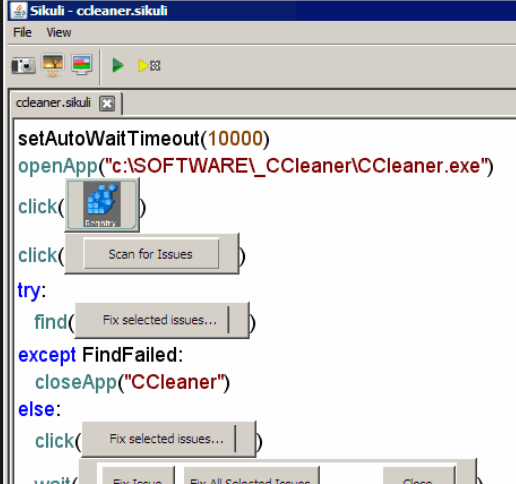 Sikuli - ccleaner.sikuli
File View
ccleaner.sikuli
setAutoWaitTimeout(10000)
openApp("c:\SOFTWARE\_CCleaner\CCleaner.exe")
click( Registry )
click( Scan for Issues )
try:
find( Fix selected issues... )
except FindFailed:
closeApp("CCleaner")
else:
click( Fix selected issues... )
wait( Fix Issue Fix All Selected Issues Close )